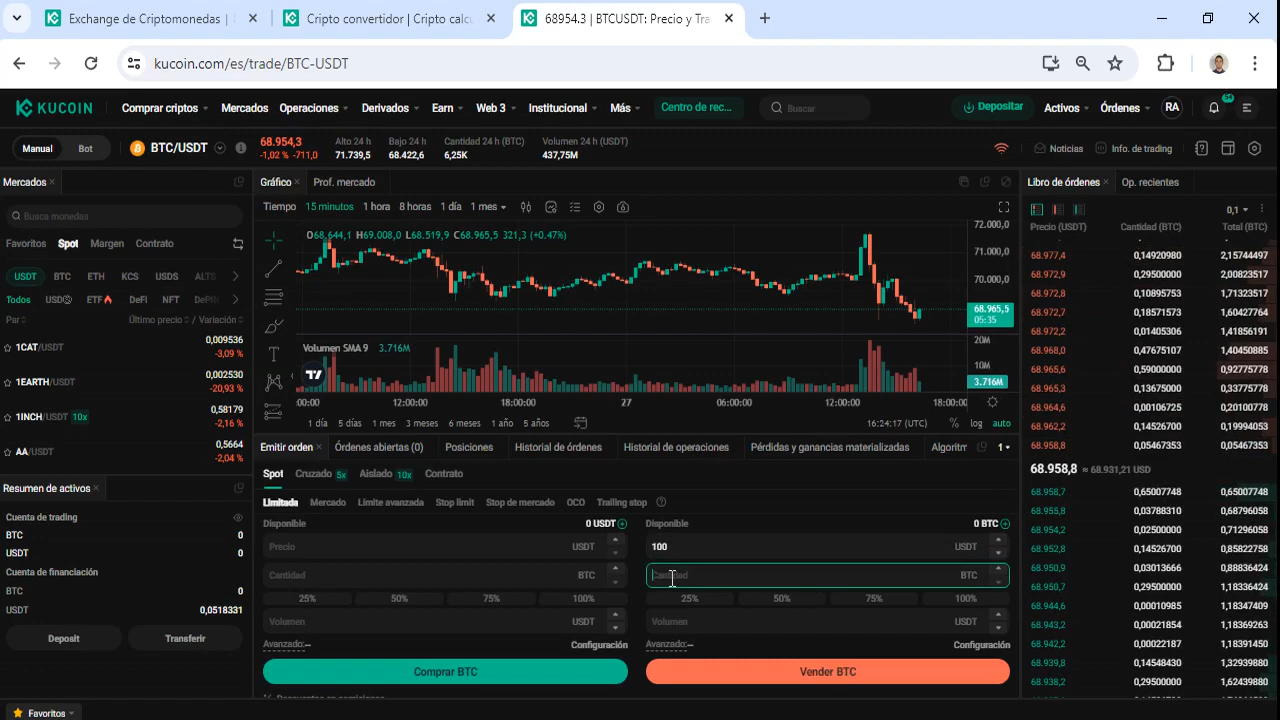 Exchange de Criptomonedas |
Cripto convertidor | Cripto calcu
68954.3 | BTCUSDT: Precio y Tra
kucoin.com/es/trade/BTC-USDT
KUCOIN
Comprar criptos
Mercados
Operaciones
Derivados
Earn
Web 3
Institucional
Más
Centro de rec...
Buscar
Depositar
Activos
Órdenes
RA
54
Manual
Bot
BTC/USDT
68.954,3
-1,02 % -711,0
Alto 24 h
71.739,5
Bajo 24 h
68.422,6
Cantidad 24 h (BTC)
6,25K
Volumen 24 h (USDT)
437,75M
Noticias
Info. de trading
Mercados
Busca monedas
Favoritos Spot Margen Contrato
USDT BTC ETH KCS USDS ALTS
Todos USDⓈ ETF DeFi NFT DePIN
Par
Último precio / Variación
1CAT/USDT
0,009536
-3,09 %
1EARTH/USDT
0,002530
-20,93 %
1INCH/USDT 10x
0,58179
-2,16 %
AA/USDT
0,5664
-2,04 %
Resumen de activos
Cuenta de trading
BTC 0
USDT 0
Cuenta de financiación
BTC 0
USDT 0,0518331
Deposit
Transferir
Favoritos
Gráfico
Prof. mercado
Tiempo 15 minutos 1 hora 8 horas 1 día 1 mes
O68.644,1 H69.008,0 L68.519,9 C68.965,5 321,3 (+0.47%)
72.000,0
71.000,0
70.000,0
68.965,5
05:35
Volumen SMA 9 3.716M
20M
10M
3.716M
:00:00 12:00:00 18:00:00 27 06:00:00 12:00:00 18:00:00
1 día 5 días 1 mes 3 meses 6 meses 1 año 5 años
16:24:17 (UTC)
% log auto
Emitir orden
Órdenes abiertas (0)
Posiciones
Historial de órdenes
Historial de operaciones
Pérdidas y ganancias materializadas
Algoritm
1
Spot Cruzado 5x Aislado 10x Contrato
Limitada Mercado Límite avanzada Stop limit Stop de mercado OCO Trailing stop
Disponible 0 USDT
Precio USDT
Cantidad BTC
25% 50% 75% 100%
Volumen USDT
Avanzado:-- Configuración
Comprar BTC
Disponible 0 BTC
100 USDT
Cantidad BTC
25% 50% 75% 100%
Volumen USDT
Avanzado:-- Configuración
Vender BTC
Libro de órdenes
Op. recientes
0,1
Precio (USDT) Cantidad (BTC) Total (BTC)
68.977,4 0,14920980 2,15744497
68.972,9 0,29500000 2,00823517
68.972,8 0,10895753 1,71323517
68.972,7 0,18571573 1,60427764
68.972,2 0,01405306 1,41856191
68.968,0 0,47675107 1,40450885
68.965,6 0,59000000 0,92775778
68.965,3 0,13675000 0,33775778
68.964,6 0,00106725 0,20100778
68.962,2 0,14526700 0,19994053
68.958,8 0,05467353 0,05467353
68.958,8 ≈ 68.931,21 USD
68.958,7 0,65007748 0,65007748
68.955,8 0,03788310 0,68796058
68.954,2 0,02500000 0,71296058
68.952,8 0,14526700 0,85822758
68.950,9 0,03013666 0,88836424
68.950,7 0,29500000 1,18336424
68.944,6 0,00010985 1,18347409
68.943,2 0,00021854 1,18369263
68.942,2 0,00822187 1,19191450
68.939,8 0,14548430 1,33739880
68.938,2 0,29500000 1,62439880